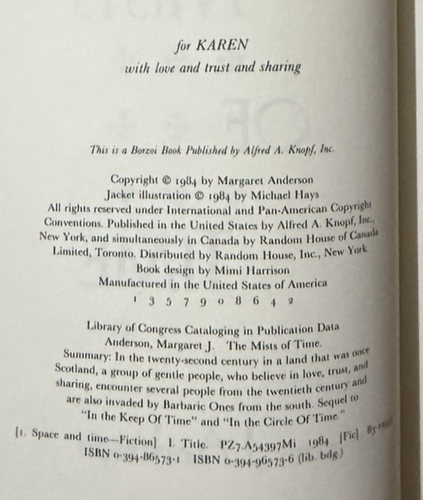 for KAREN
with love and trust and sharing
This is a Borzoi Book Published by Alfred A. Knopf, Inc.
Copyright © 1984 by Margaret Anderson
Jacket illustration © 1984 by Michael Hays
All rights reserved under International and Pan-American Copyright
Conventions. Published in the United States by Alfred A. Knopf, Inc.,
New York, and simultaneously in Canada by Random House of Canada
Limited, Toronto. Distributed by Random House, Inc., New York.
Book design by Mimi Harrison
Manufactured in the United States of America
1 3 5 7 9 0 8 6 4 2
Library of Congress Cataloging in Publication Data
Anderson, Margaret J. The Mists of Time.
Summary: In the twenty-second century in a land that was once
Scotland, a group of gentle people, who believe in love, trust, and
sharing, encounter several people from the twentieth century and
are also invaded by Barbaric Ones from the south. Sequel to
"In the Keep Of Time" and "In the Circle Of Time."
[1. Space and time—Fiction] I. Title. PZ7.A54397Mi 1984 [Fic]
ISBN 0-394-86573-1 ISBN 0-394-96573-6 (lib. bdg.)